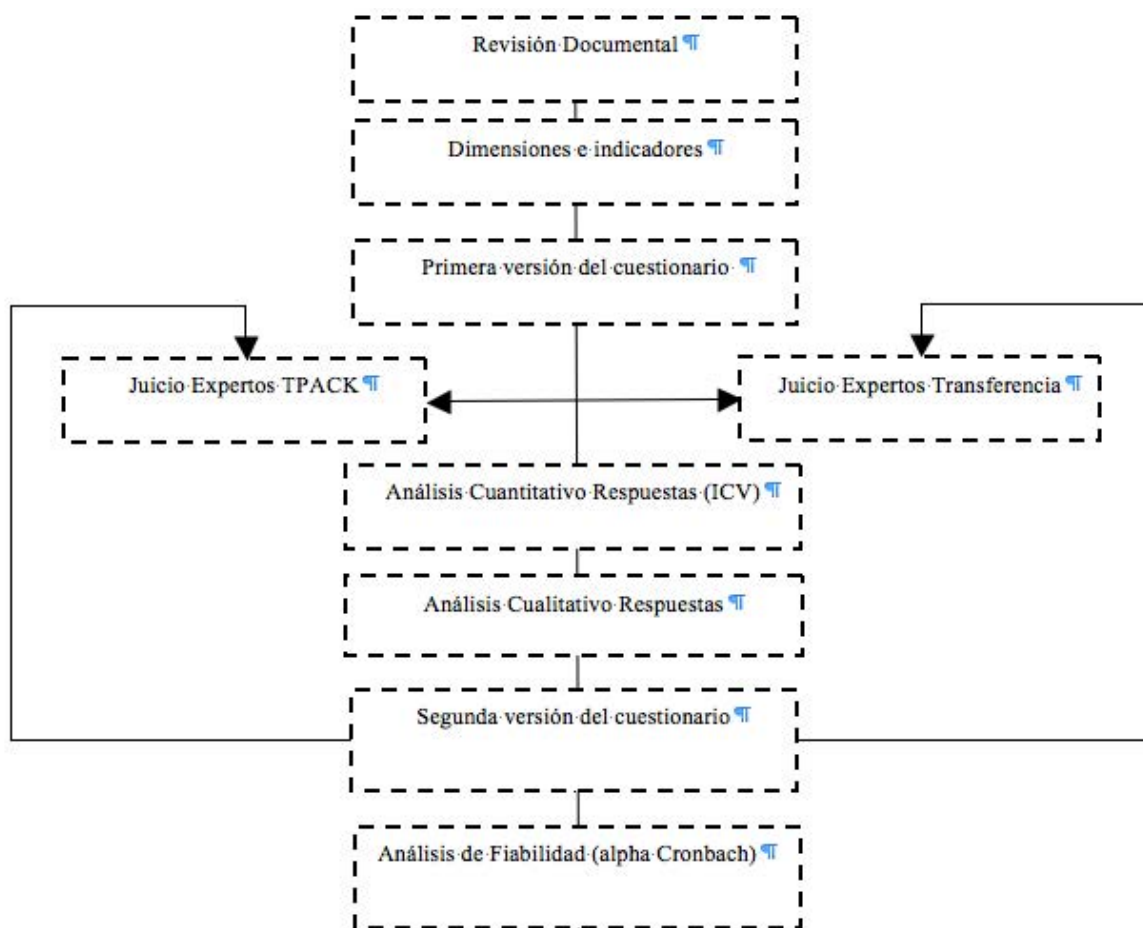 Revisión Documental ¶
Dimensiones e indicadores ¶
Primera versión del cuestionario ¶
Juicio Expertos TPACK ¶
Juicio Expertos Transferencia ¶
Análisis Cuantitativo Respuestas (ICV) ¶
Análisis Cualitativo Respuestas ¶
Segunda versión del cuestionario ¶
Análisis de Fiabilidad (alpha Cronbach) ¶